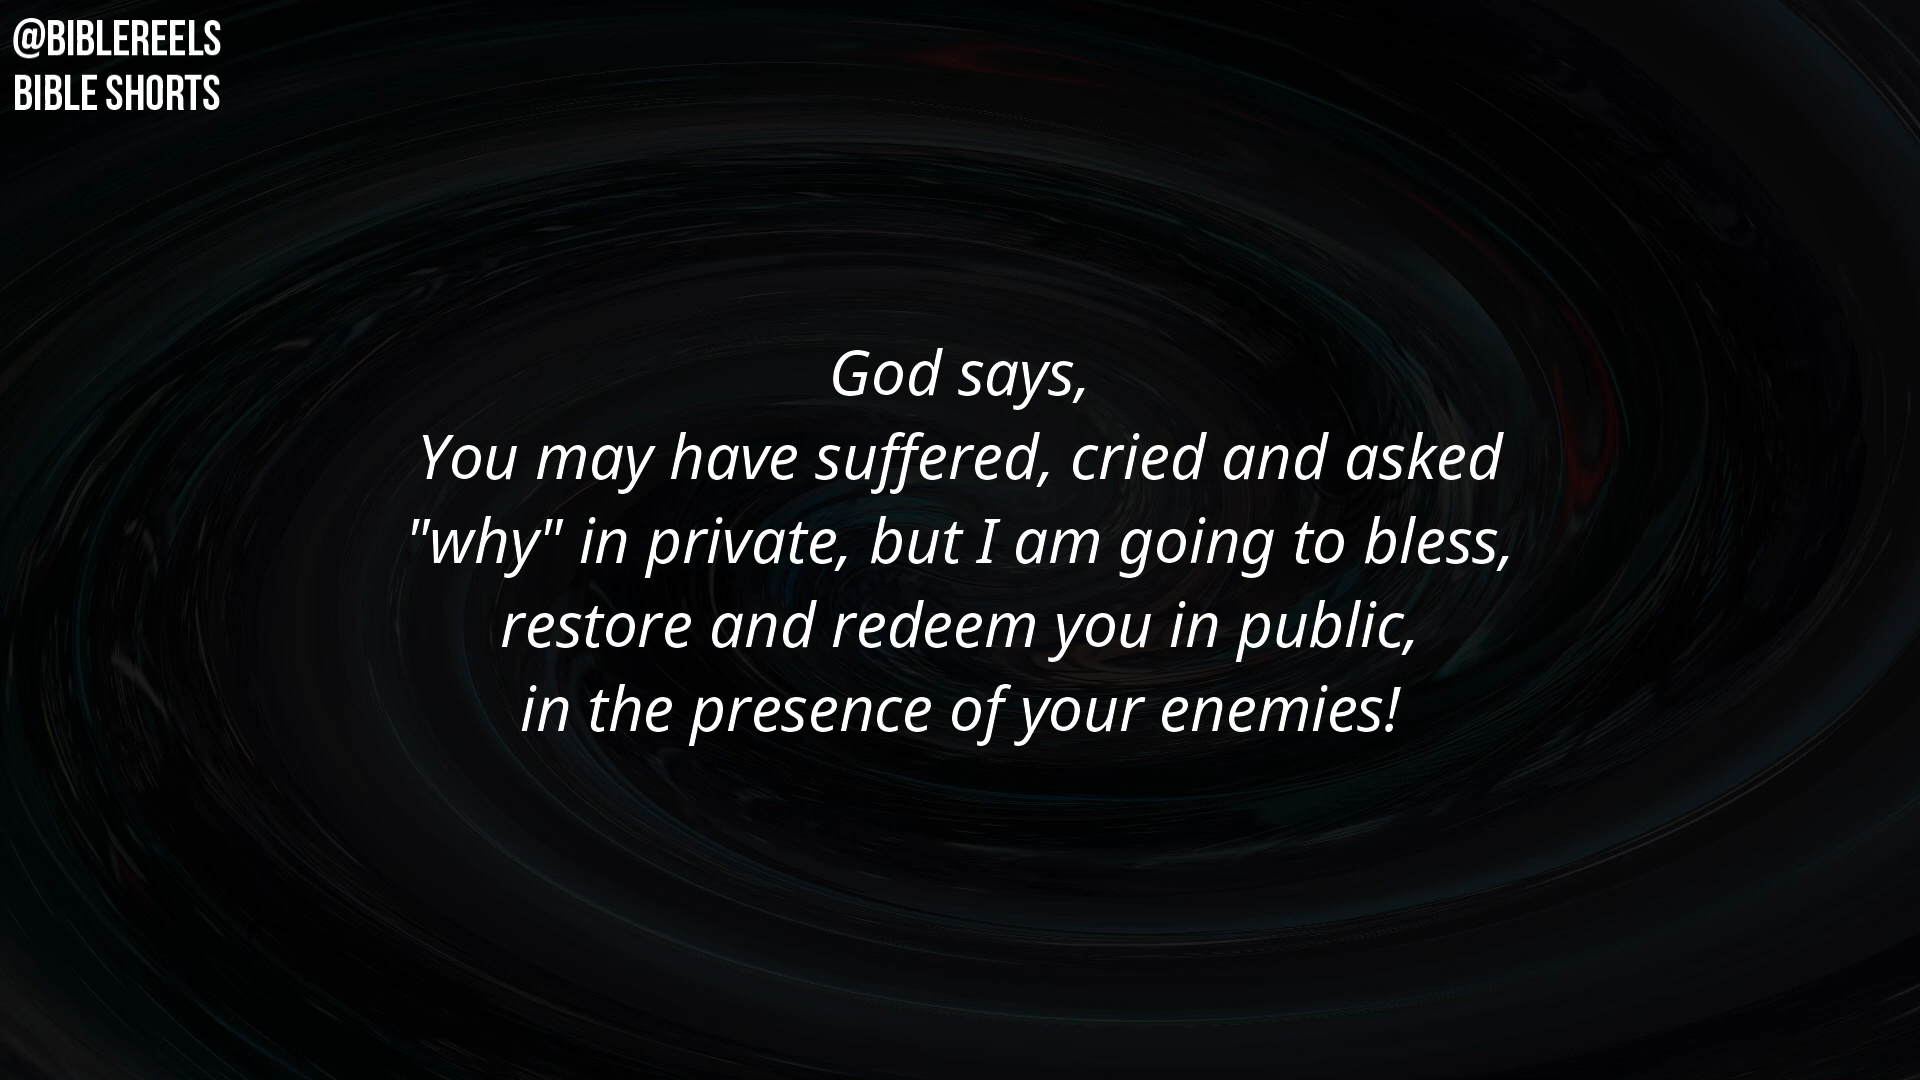 @BIBLEREELS
BIBLE SHORTS
God says,
You may have suffered, cried and asked
"why" in private, but I am going to bless,
restore and redeem you in public,
in the presence of your enemies!